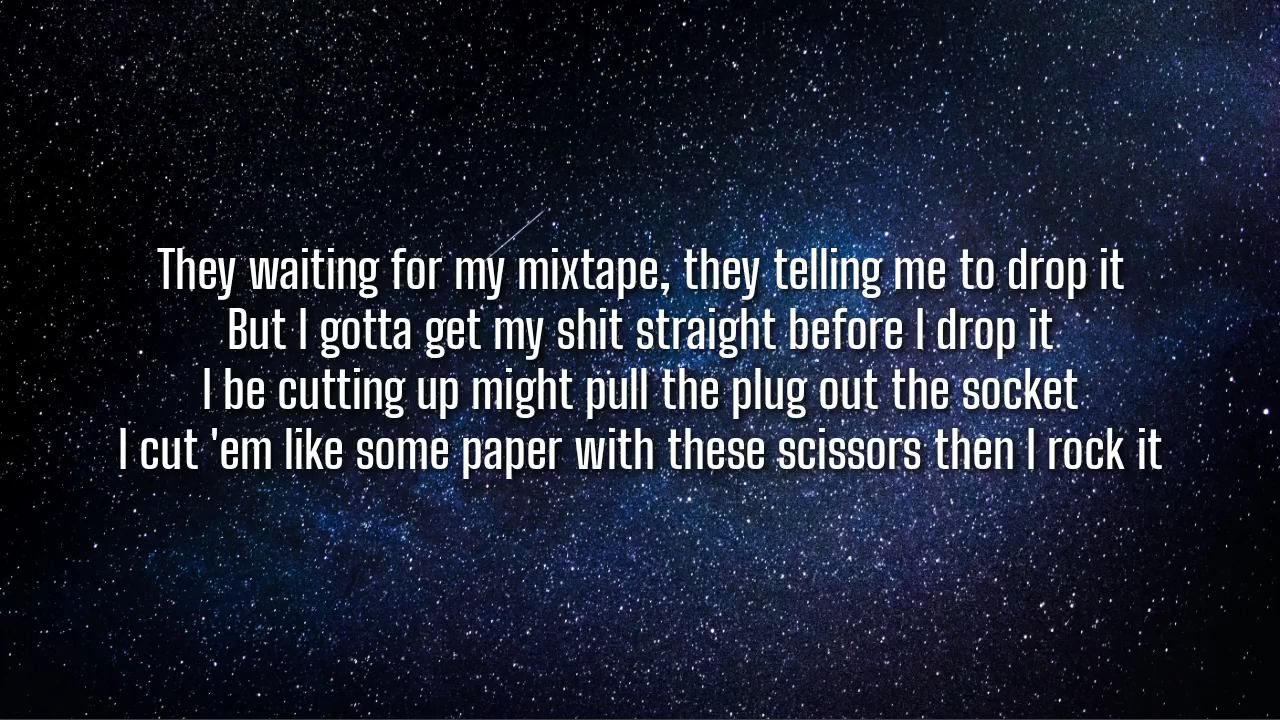 They waiting for my mixtape, they telling me to drop it
But I gotta get my shit straight before I drop it
I be cutting up might pull the plug out the socket
I cut 'em like some paper with these scissors then I rock it